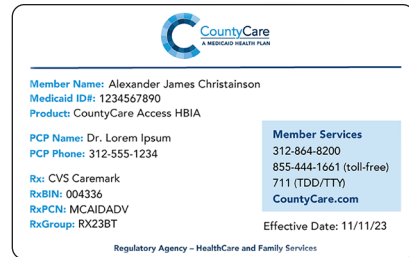 CountyCare
A MEDICAID HEALTH PLAN
Member Name: Alexander James Christainson
Medicaid ID#: 1234567890
Product: CountyCare Access HBIA
PCP Name: Dr. Lorem Ipsum
PCP Phone: 312-555-1234
Rx: CVS Caremark
RxBIN: 004336
RxPCN: MCAIDADV
RxGroup: RX23BT
Member Services
312-864-8200
855-444-1661 (toll-free)
711 (TDD/TTY)
CountyCare.com
Effective Date: 11/11/23
Regulatory Agency – HealthCare and Family Services